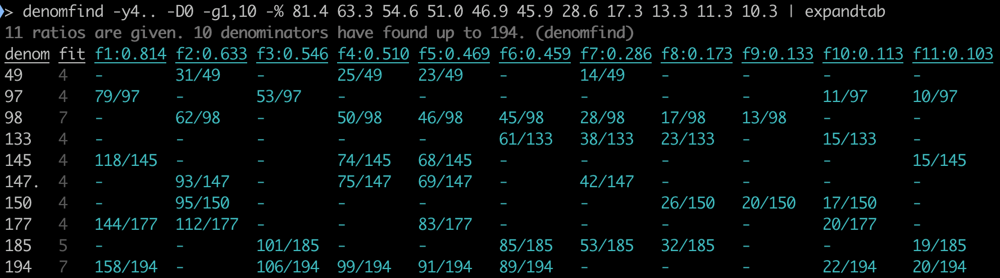 > denomfind -y4.. -D0 -g1,10 -% 81.4 63.3 54.6 51.0 46.9 45.9 28.6 17.3 13.3 11.3 10.3 | expandtab
11 ratios are given. 10 denominators have found up to 194. (denomfind)
denom fit f1:0.814 f2:0.633 f3:0.546 f4:0.510 f5:0.469 f6:0.459 f7:0.286 f8:0.173 f9:0.133 f10:0.113 f11:0.103
49 4 - 31/49 - 25/49 23/49 - 14/49 - - - -
97 4 79/97 - 53/97 - - - - - - 11/97 10/97
98 7 - 62/98 - 50/98 46/98 45/98 28/98 17/98 13/98 - -
133 4 - - - - - 61/133 38/133 23/133 - 15/133 -
145 4 118/145 - - 74/145 68/145 - - - - - 15/145
147. 4 - 93/147 - 75/147 69/147 - 42/147 - - - -
150 4 - 95/150 - - - - - 26/150 20/150 17/150 -
177 4 144/177 112/177 - - 83/177 - - - - 20/177 -
185 5 - - 101/185 - - 85/185 53/185 32/185 - - 19/185
194 7 158/194 - 106/194 99/194 91/194 89/194 - - - 22/194 20/194